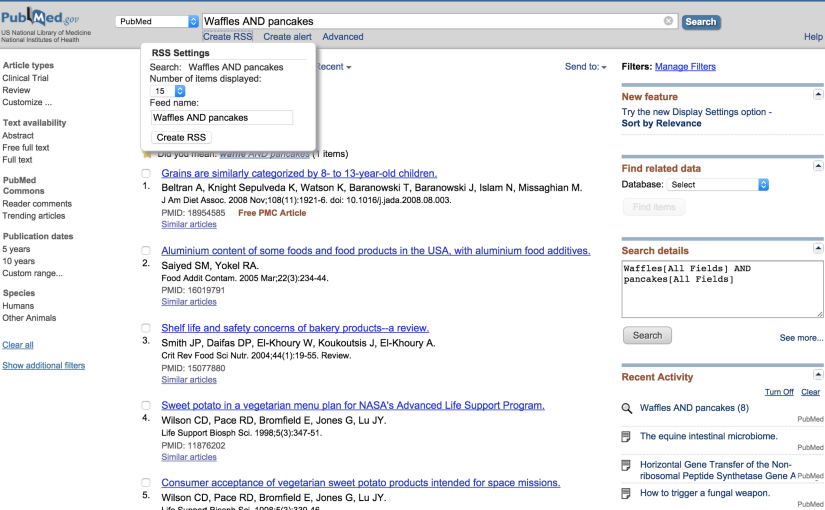 PubMed.gov
US National Library of Medicine
National Institutes of Health
PubMed
Waffles AND pancakes
Search
Create RSS Create alert Advanced
Help
RSS Settings
Search: Waffles AND pancakes
Number of items displayed:
15
Feed name:
Waffles AND pancakes
Create RSS
Article types
Clinical Trial
Review
Customize ...
Text availability
Abstract
Free full text
Full text
PubMed
Commons
Reader comments
Trending articles
Publication dates
5 years
10 years
Custom range...
Species
Humans
Other Animals
Clear all
Show additional filters
Recent
Send to:
Did you mean: waffle AND pancakes (1 items)
Grains are similarly categorized by 8- to 13-year-old children.
1. Beltran A, Knight Sepulveda K, Watson K, Baranowski T, Baranowski J, Islam N, Missaghian M.
J Am Diet Assoc. 2008 Nov;108(11):1921-6. doi: 10.1016/j.jada.2008.08.003.
PMID: 18954585 Free PMC Article
Similar articles
Aluminium content of some foods and food products in the USA, with aluminium food additives.
2. Saiyed SM, Yokel RA.
Food Addit Contam. 2005 Mar;22(3):234-44.
PMID: 16019791
Similar articles
Shelf life and safety concerns of bakery products--a review.
3. Smith JP, Daifas DP, El-Khoury W, Koukoutsis J, El-Khoury A.
Crit Rev Food Sci Nutr. 2004;44(1):19-55. Review.
PMID: 15077880
Similar articles
Sweet potato in a vegetarian menu plan for NASA's Advanced Life Support Program.
4. Wilson CD, Pace RD, Bromfield E, Jones G, Lu JY.
Life Support Biosph Sci. 1998;5(3):347-51.
PMID: 11876202
Similar articles
Consumer acceptance of vegetarian sweet potato products intended for space missions.
5. Wilson CD, Pace RD, Bromfield E, Jones G, Lu JY.
Life Support Biosph Sci. 1998;5(3):339-46.
Filters: Manage Filters
New feature
Try the new Display Settings option -
Sort by Relevance
Find related data
Database: Select
Find items
Search details
Waffles[All Fields] AND
pancakes[All Fields]
Search
See more...
Recent Activity
Turn Off Clear
Waffles AND pancakes (8)
PubMed
The equine intestinal microbiome.
Horizontal Gene Transfer of the Non-
ribosomal Peptide Synthetase Gene A PubMed
How to trigger a fungal weapon.
PubMed